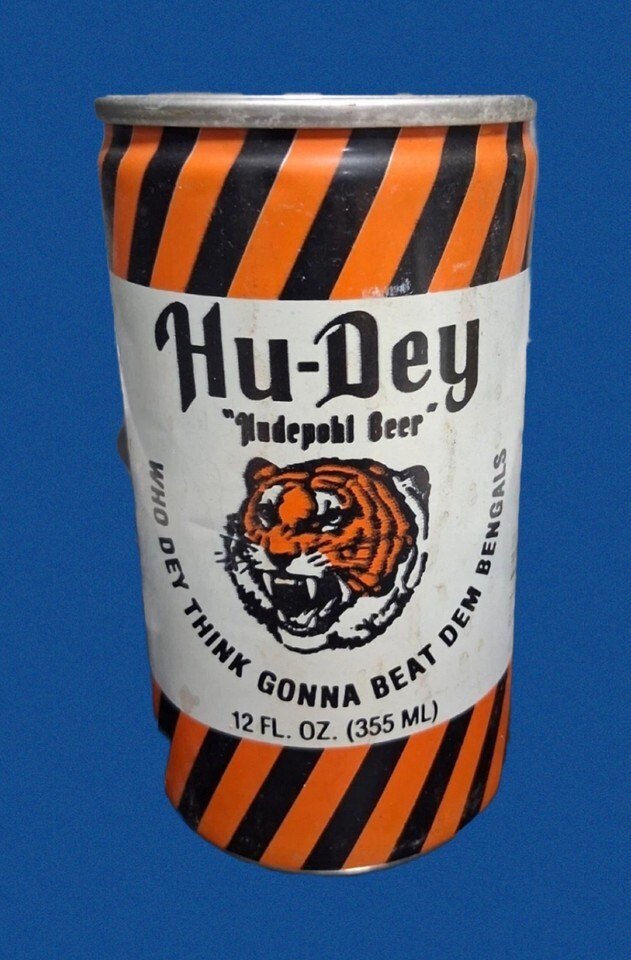 Hu-Dey
"Hudepohl Beer"
WHO DEY THINK GONNA BEAT DEM BENGALS
12 FL. OZ. (355 ML)